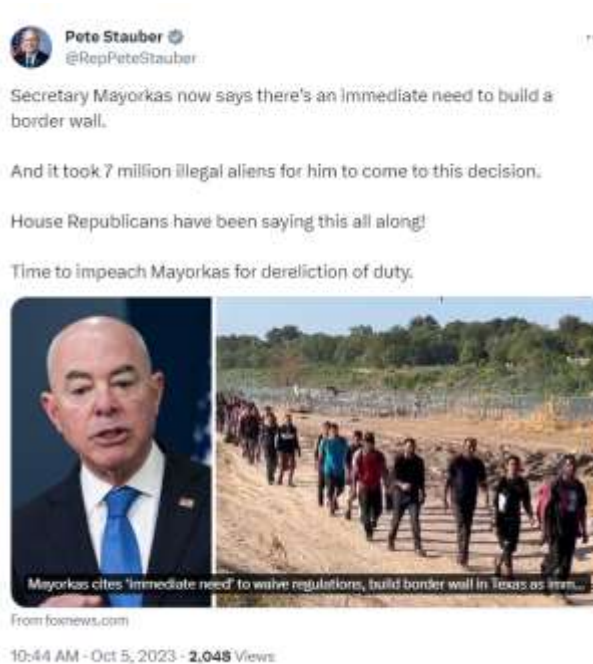 Pete Stauber
@RepPeteStauber
Secretary Mayorkas now says there's an immediate need to build a
border wall.
And it took 7 million illegal aliens for him to come to this decision.
House Republicans have been saying this all along!
Time to impeach Mayorkas for dereliction of duty.
Mayorkas cites 'immediate need' to waive regulations, build border wall in Texas as imm...
From foxnews.com
10:44 AM · Oct 5, 2023 · 2,048 Views